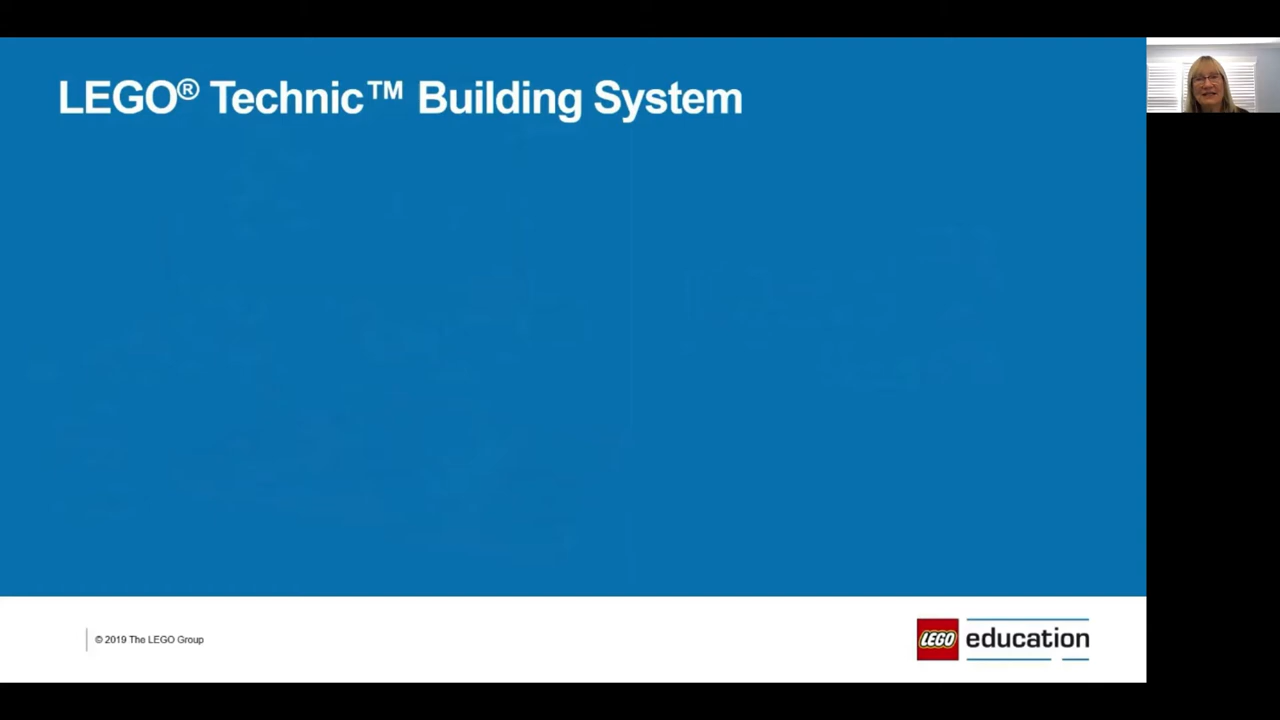 LEGO® Technic™ Building System
© 2019 The LEGO Group
LEGO education